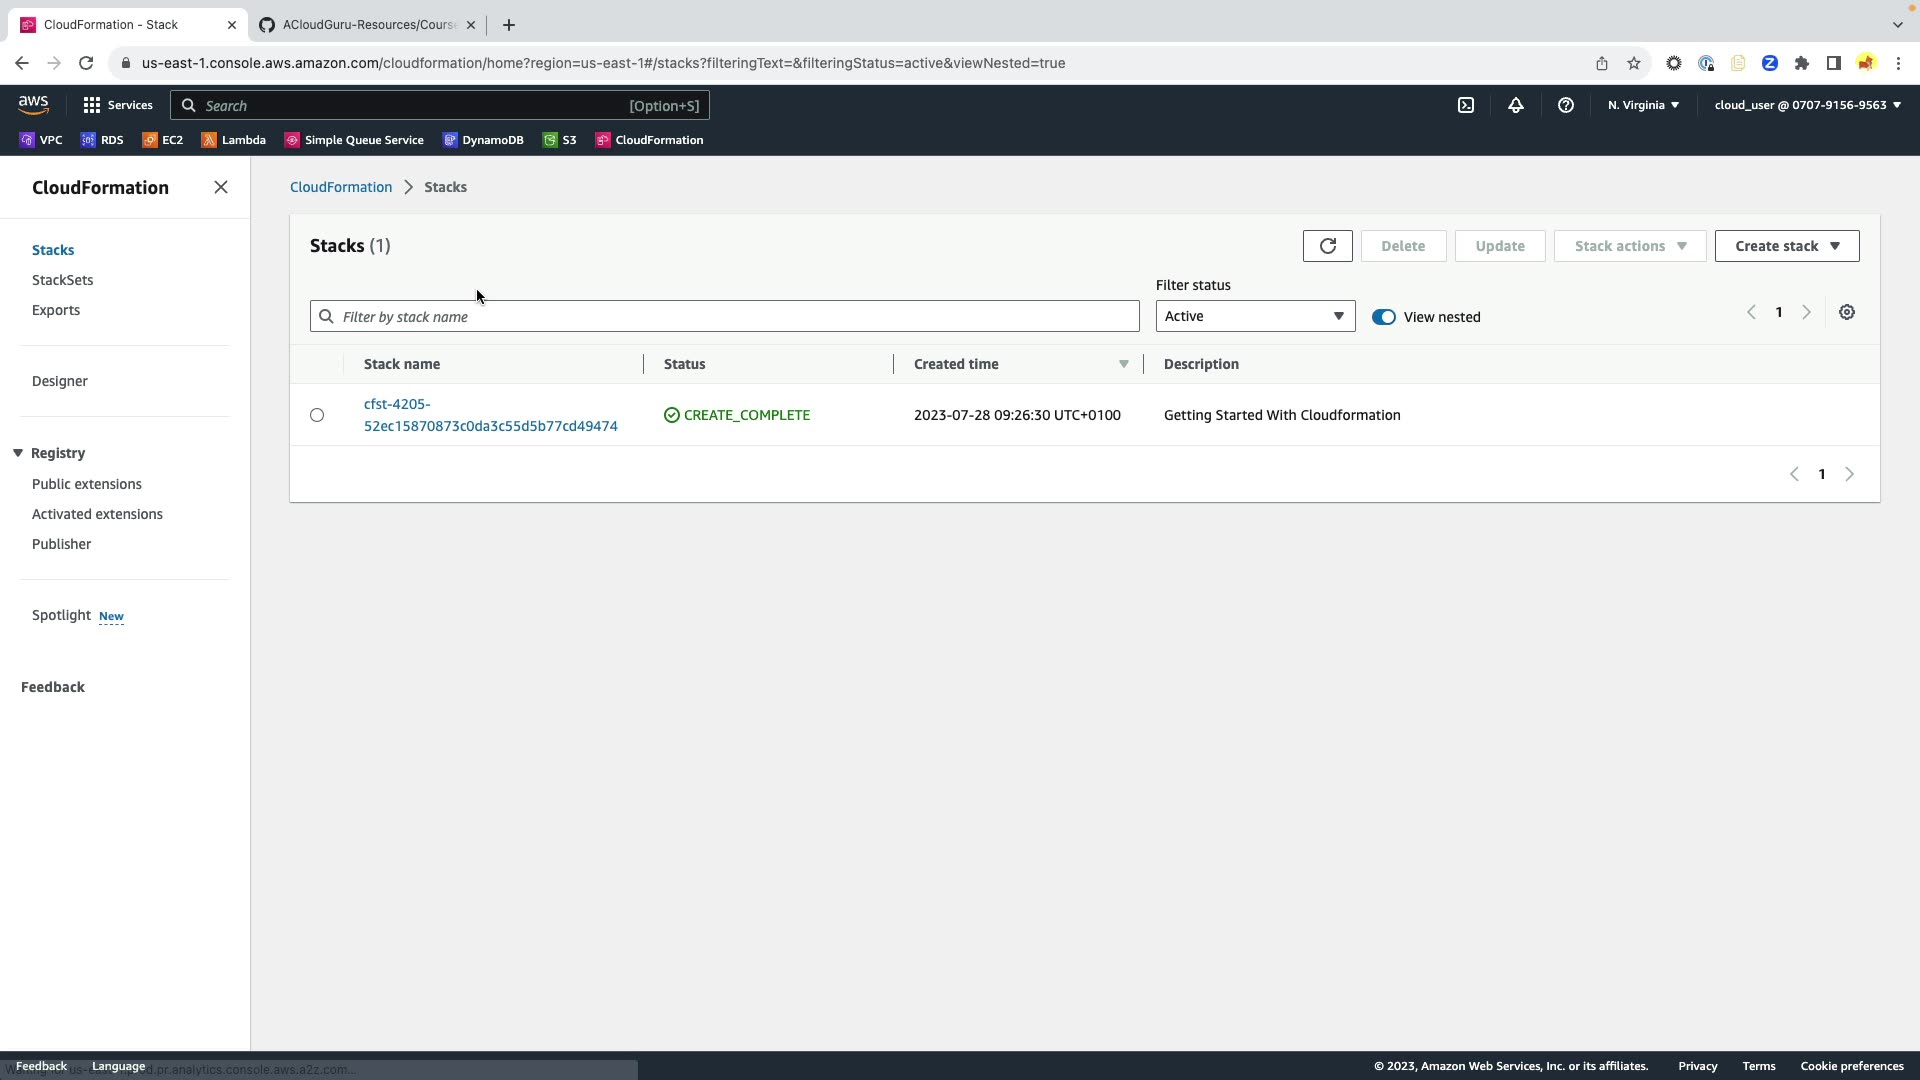 CloudFormation - Stack
ACloudGuru-Resources/Course
us-east-1.console.aws.amazon.com/cloudformation/home?region=us-east-1#/stacks?filteringText=&filteringStatus=active&viewNested=true
aws
Services
Search
[Option+S]
N. Virginia
cloud_user @ 0707-9156-9563
VPC
RDS
EC2
Lambda
Simple Queue Service
DynamoDB
S3
CloudFormation
CloudFormation
Stacks
StackSets
Exports
Designer
Registry
Public extensions
Activated extensions
Publisher
Spotlight New
Feedback
CloudFormation > Stacks
Stacks (1)
Delete
Update
Stack actions
Create stack
Filter by stack name
Filter status
Active
View nested
1
Stack name
Status
Created time
Description
cfst-4205-
52ec15870873c0da3c55d5b77cd49474
CREATE_COMPLETE
2023-07-28 09:26:30 UTC+0100
Getting Started With Cloudformation
1
Feedback
Language
© 2023, Amazon Web Services, Inc. or its affiliates.
Privacy
Terms
Cookie preferences